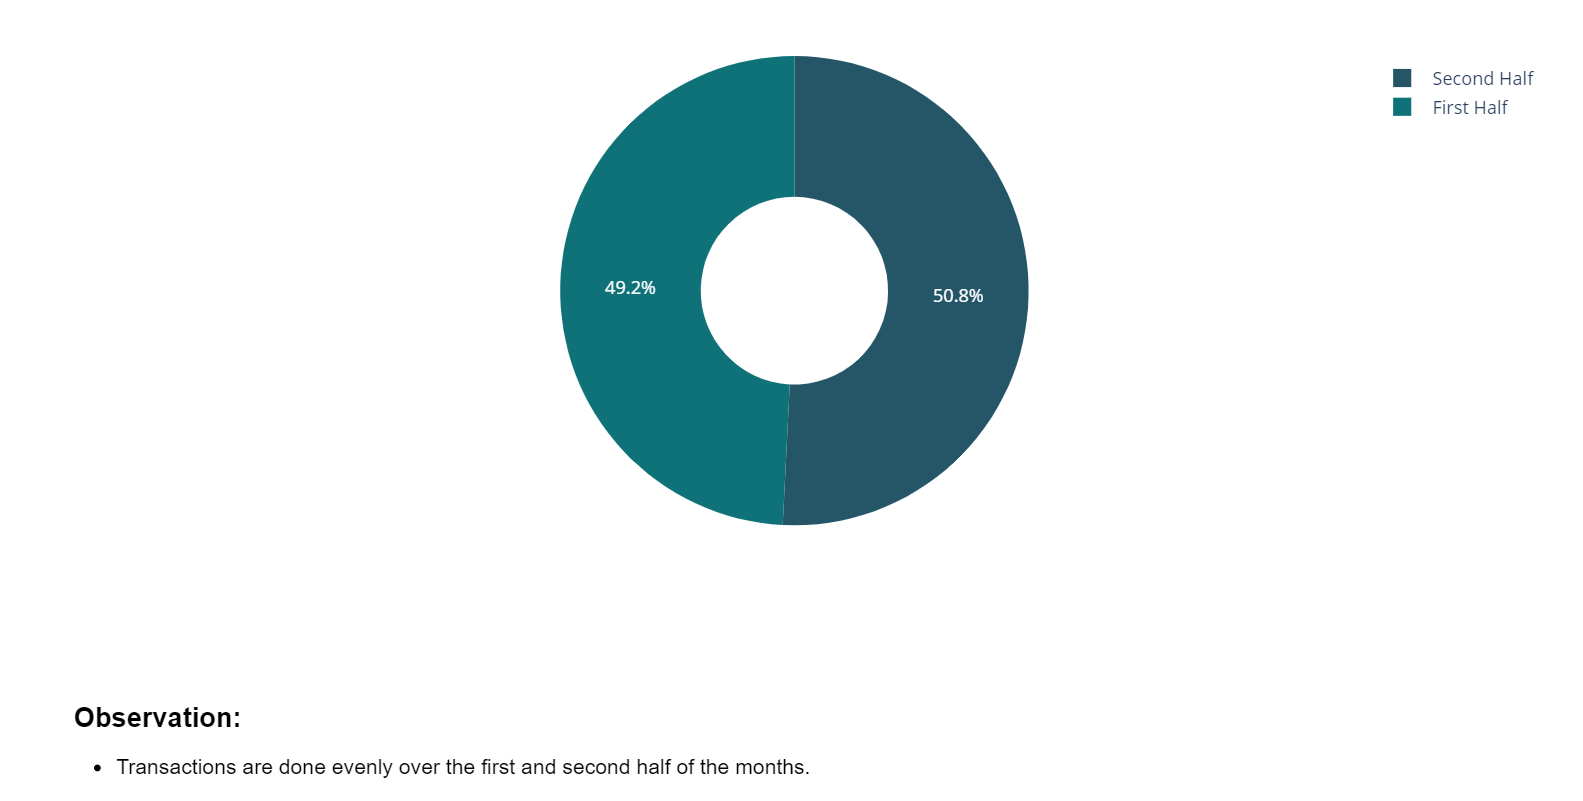 Second Half
First Half
49.2%
50.8%
Observation:
• Transactions are done evenly over the first and second half of the months.